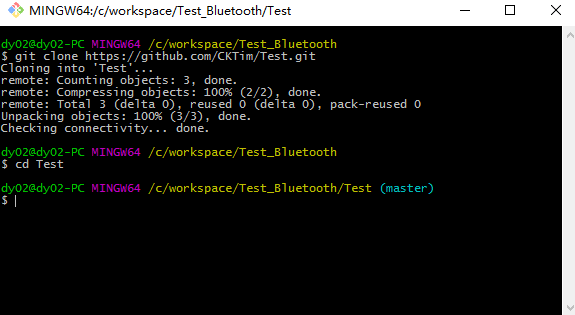 MINGW64:/c/workspace/Test_Bluetooth/Test
dy02@dy02-PC MINGW64 /c/workspace/Test_Bluetooth
$ git clone https://github.com/CKTim/Test.git
Cloning into 'Test'...
remote: Counting objects: 3, done.
remote: Compressing objects: 100% (2/2), done.
remote: Total 3 (delta 0), reused 0 (delta 0), pack-reused 0
Unpacking objects: 100% (3/3), done.
Checking connectivity... done.
dy02@dy02-PC MINGW64 /c/workspace/Test_Bluetooth
$ cd Test
dy02@dy02-PC MINGW64 /c/workspace/Test_Bluetooth/Test (master)
$